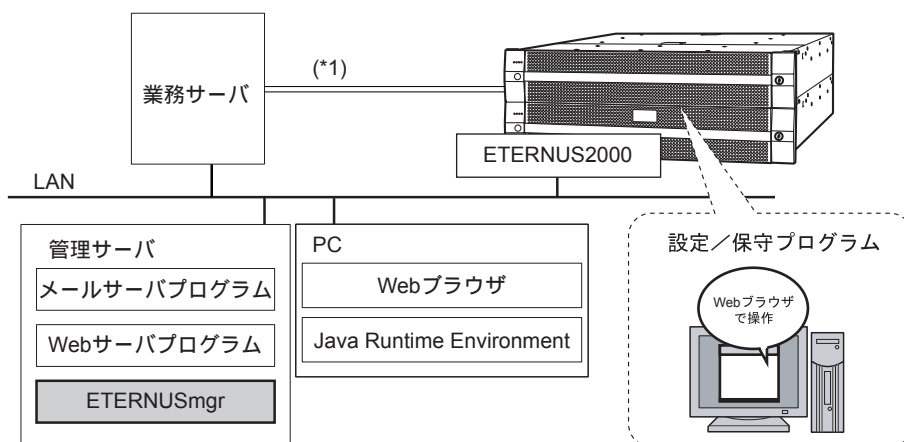 業務サーバ
(*1)
ETERNUS2000
LAN
管理サーバ
メールサーバプログラム
Webサーバプログラム
ETERNUSmgr
PC
Webブラウザ
Java Runtime Environment
設定／保守プログラム
Webブラウザ
で操作